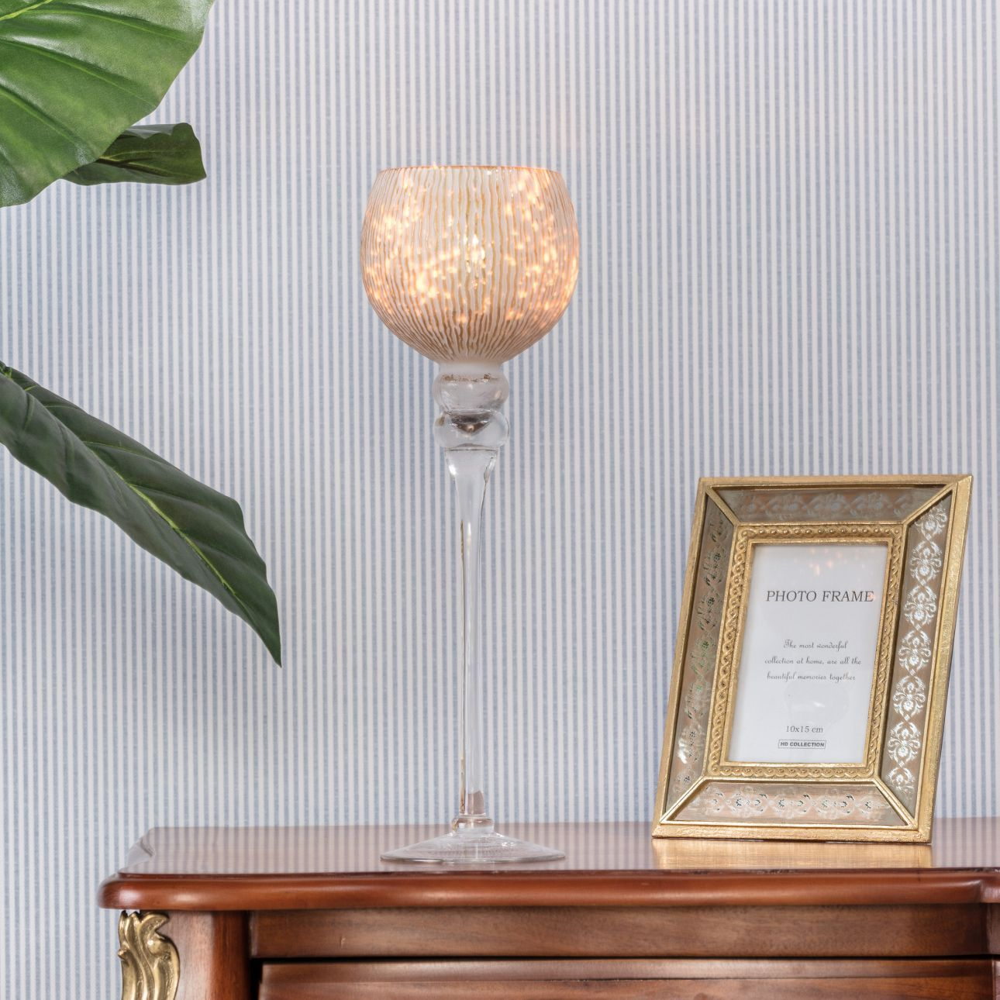 PHOTO FRAME
The most wonderful
collection at home, are all the
beautiful memories together
10x15 cm
HD COLLECTION